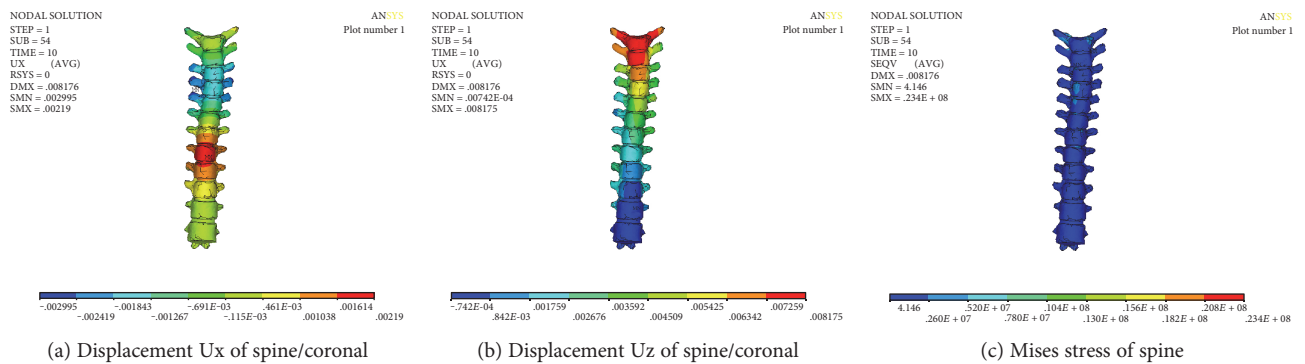 NODAL SOLUTION
STEP = 1
SUB = 54
TIME = 10
UX (AVG)
RSYS = 0
DMX = .008176
SMN = .002995
SMX = .00219
ANSYS
Plot number 1
−.002995 −.001843 −.691E−03 .461E−03 .001614
−.002419 −.001267 −.115E−03 .001038 .00219
(a) Displacement Ux of spine/coronal
NODAL SOLUTION
STEP = 1
SUB = 54
TIME = 10
UX (AVG)
RSYS = 0
DMX = .008176
SMN = .00742E-04
SMX = .008175
ANSYS
Plot number 1
−.742E−04 .001759 .003592 .005425 .007259
.842E−03 .002676 .004509 .006342 .008175
(b) Displacement Uz of spine/coronal
NODAL SOLUTION
STEP = 1
SUB = 54
TIME = 10
SEQV (AVG)
DMX = .008176
SMN = 4.146
SMX = .234E + 08
ANSYS
Plot number 1
4.146 .520E + 07 .104E + 08 .156E + 08 .208E + 08
.260E + 07 .780E + 07 .130E + 08 .182E + 08 .234E + 08
(c) Mises stress of spine